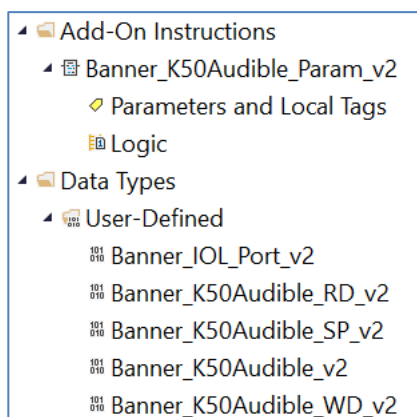 Add-On Instructions
Banner_K50Audible_Param_v2
Parameters and Local Tags
Logic
Data Types
User-Defined
Banner_IOL_Port_v2
Banner_K50Audible_RD_v2
Banner_K50Audible_SP_v2
Banner_K50Audible_v2
Banner_K50Audible_WD_v2